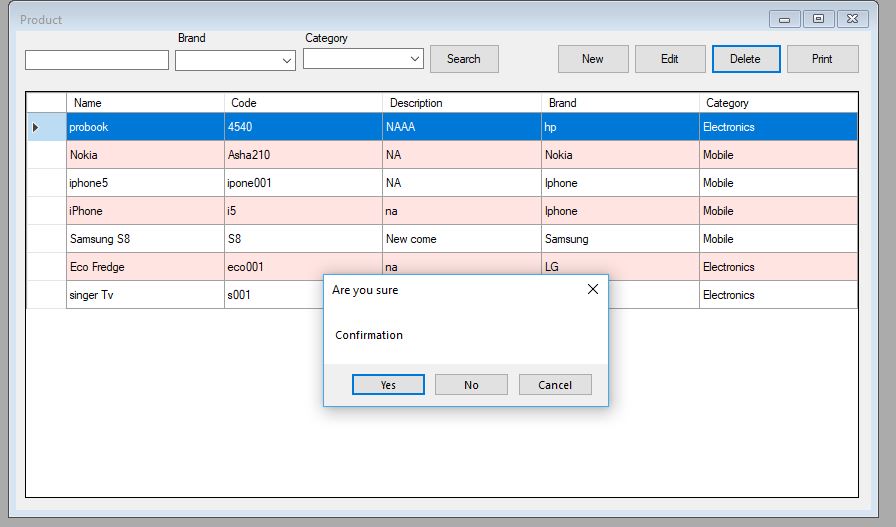 Product
Brand Category
Search New Edit Delete Print
Name Code Description Brand Category
probook 4540 NAAA hp Electronics
Nokia Asha210 NA Nokia Mobile
iphone5 ipone001 NA Iphone Mobile
iPhone i5 na Iphone Mobile
Samsung S8 S8 New come Samsung Mobile
Eco Fredge eco001 na LG Electronics
singer Tv s001 Electronics
Are you sure
Confirmation
Yes No Cancel